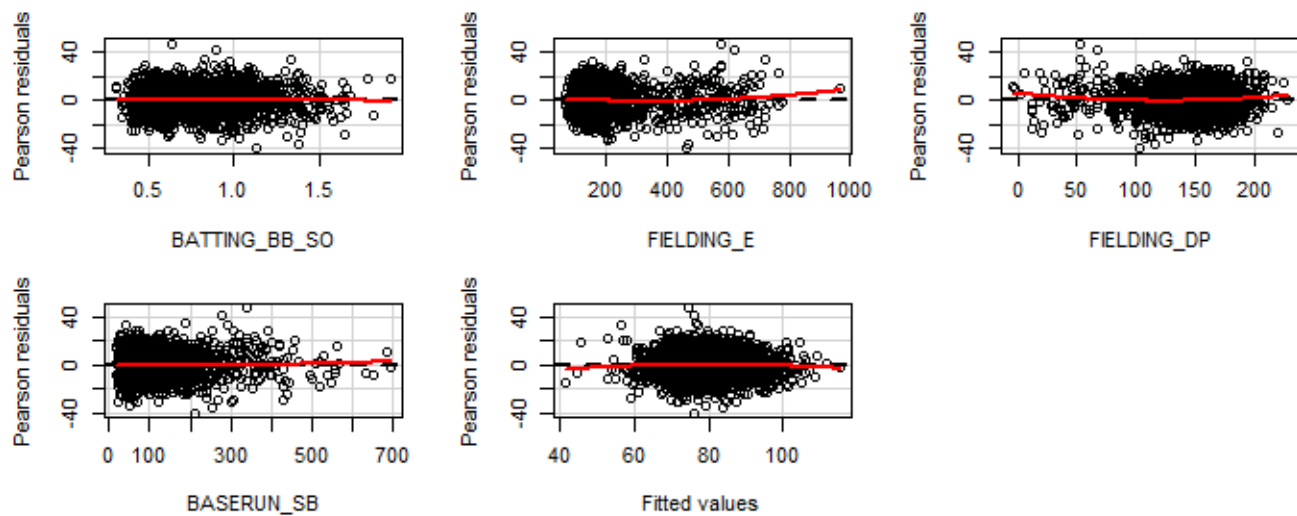 Pearson residuals
40
0
-40
0.5 1.0 1.5
BATTING_BB_SO
Pearson residuals
40
0
-40
200 400 600 800 1000
FIELDING_E
Pearson residuals
40
0
-40
0 50 100 150 200
FIELDING_DP
Pearson residuals
40
0
-40
0 100 300 500 700
BASERUN_SB
Pearson residuals
40
0
-40
40 60 80 100
Fitted values